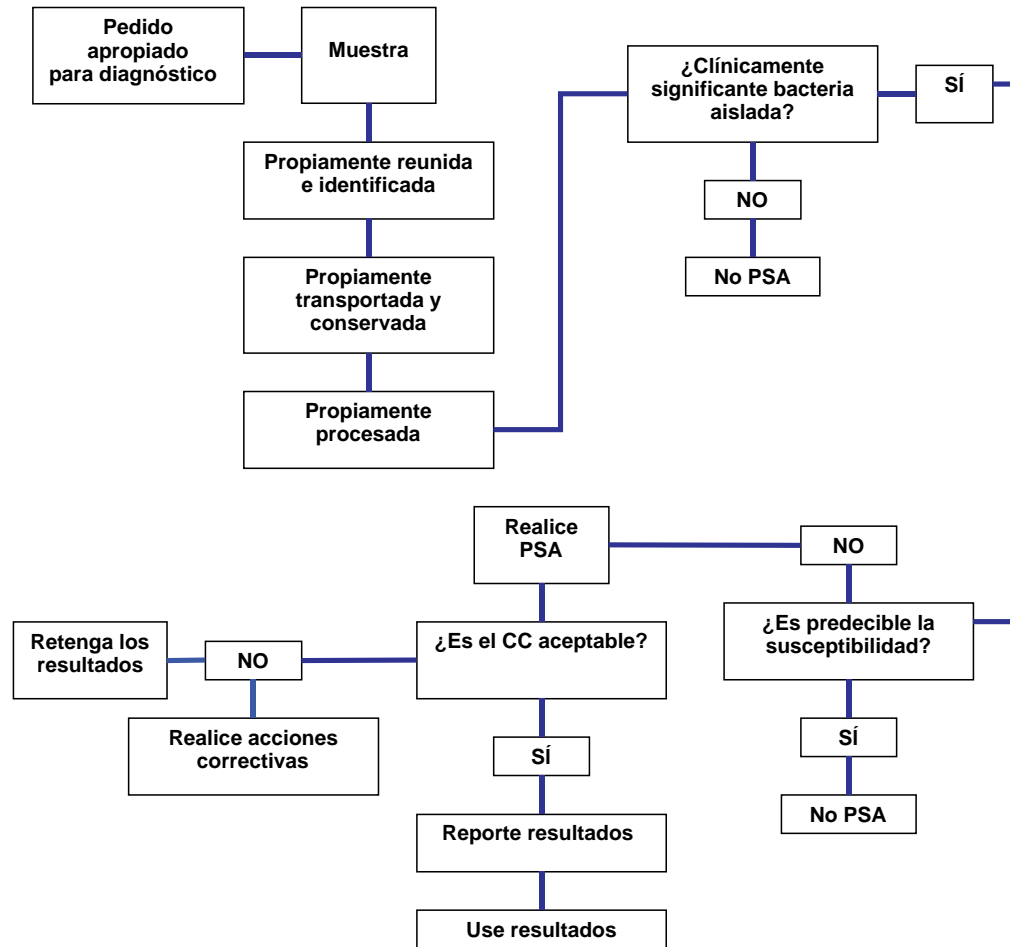 Pedido
apropiado
para diagnóstico
Muestra
Propiamente reunida
e identificada
Propiamente
transportada y
conservada
Propiamente
procesada
¿Clínicamente
significante bacteria
aislada?
SÍ
NO
No PSA
Realice
PSA
NO
¿Es predecible la
susceptibilidad?
SÍ
No PSA
¿Es el CC aceptable?
NO
Retenga los
resultados
Realice acciones
correctivas
SÍ
Reporte resultados
Use resultados